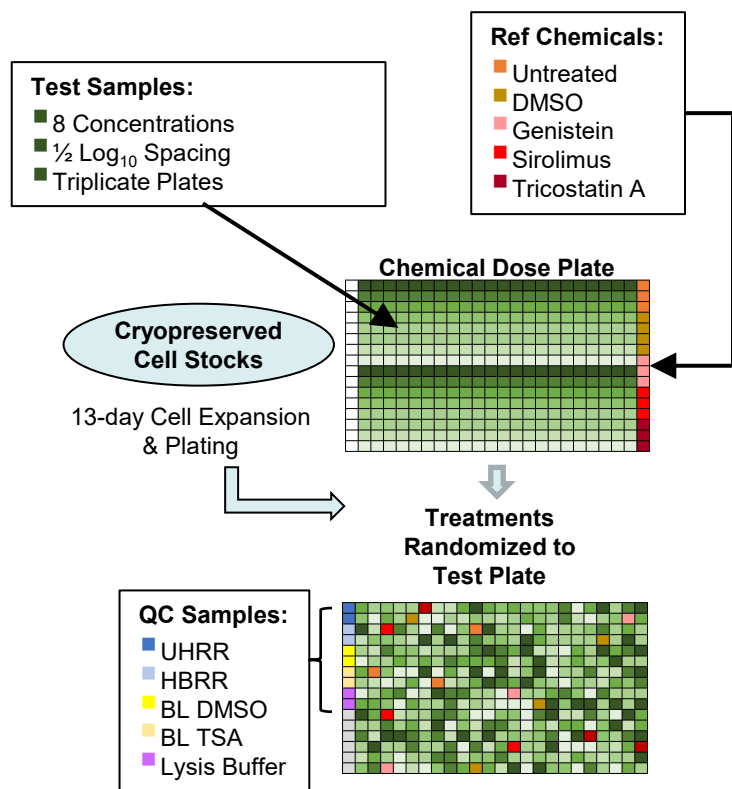 Ref Chemicals:
Untreated
DMSO
Genistein
Sirolimus
Tricostatin A
Test Samples:
8 Concentrations
½ Log₁₀ Spacing
Triplicate Plates
Chemical Dose Plate
Cryopreserved
Cell Stocks
13-day Cell Expansion
& Plating
Treatments
Randomized to
Test Plate
QC Samples:
UHRR
HBRR
BL DMSO
BL TSA
Lysis Buffer